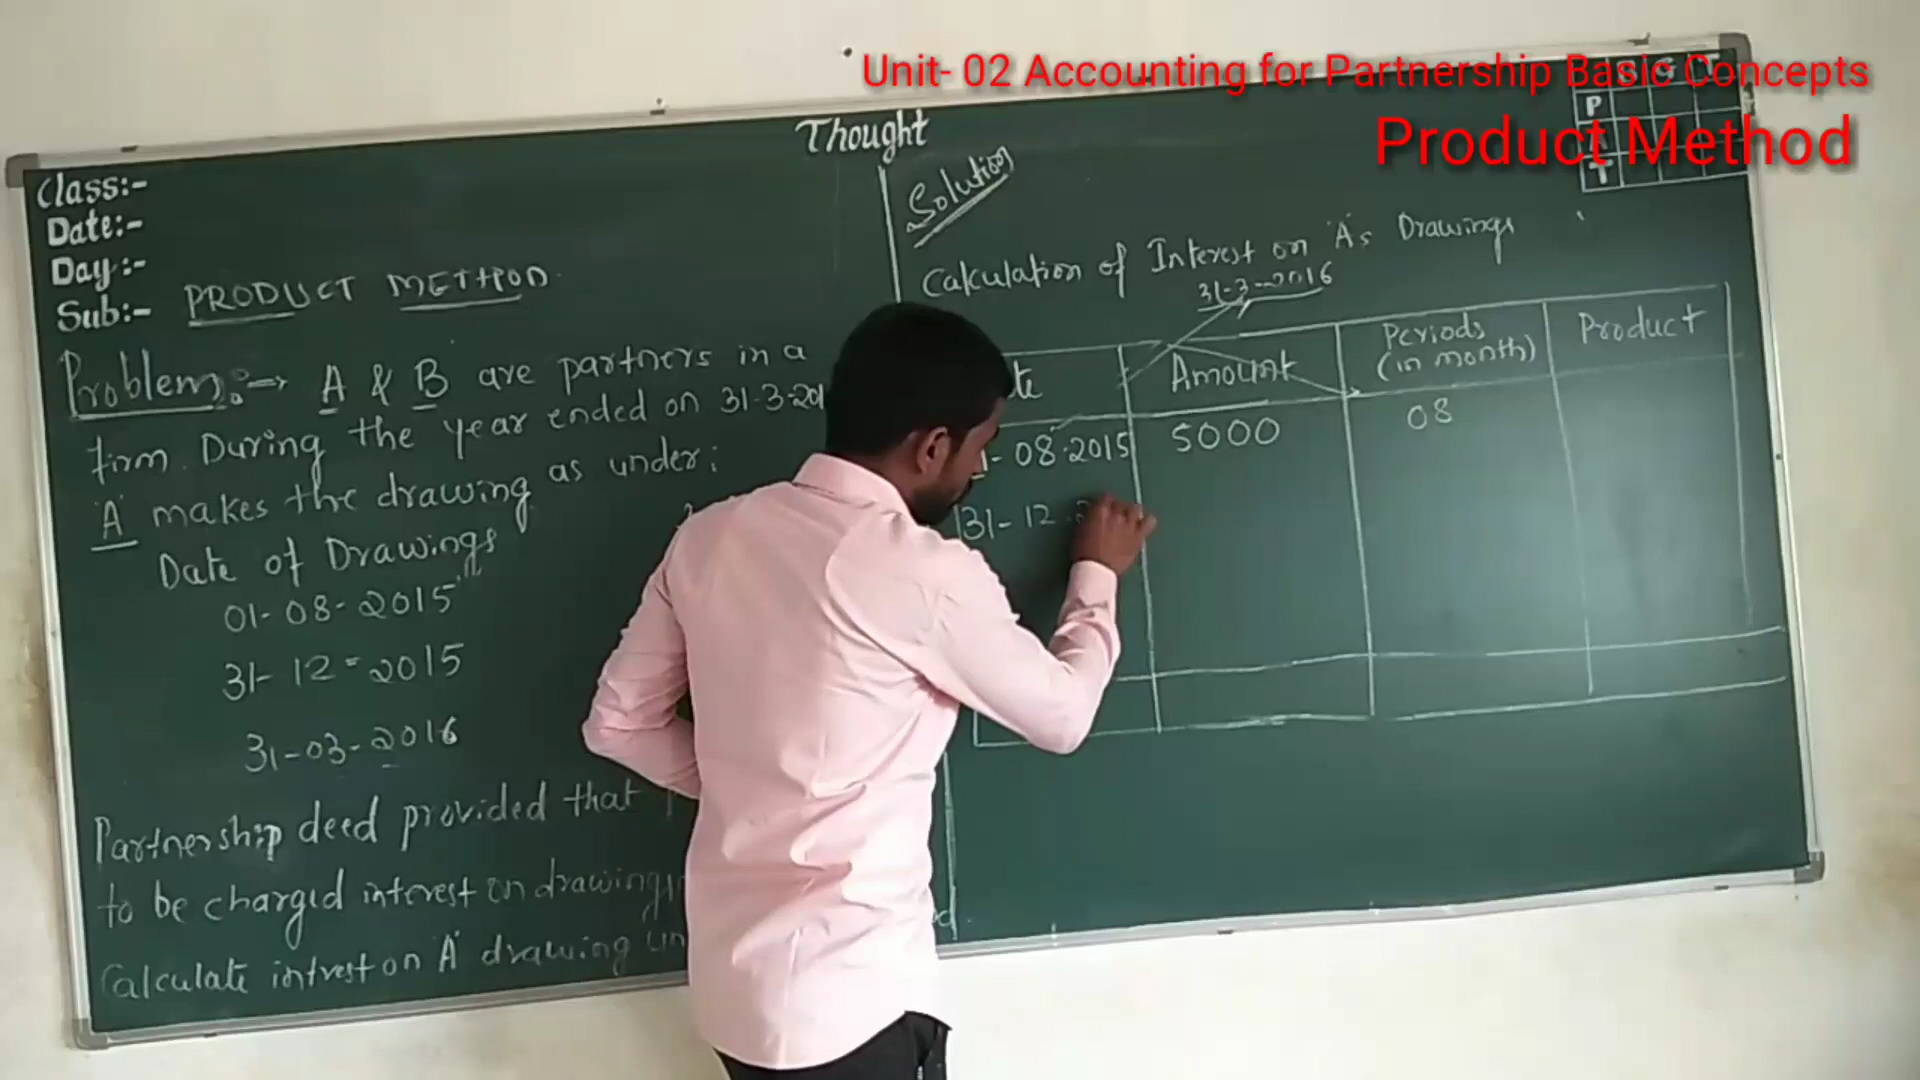 Unit- 02 Accounting for Partnership Basic Concepts
Product Method
Thought
P
T
Class:-
Date:-
Day:-
Sub:- PRODUCT METHOD
Problem:→ A & B are partners in a
firm. During the year ended on 31-3-201
A makes the drawing as under:
Date of Drawings
01-08-2015
31-12-2015
31-03-2016
Partnership deed provided that
to be charged interest on drawings
Calculate intrest on A' drawing un
Solution
Calculation of Interest on A's Drawings
31-3-2016
Amount Periods (in month) Product
08.2015 5000 08
31-12